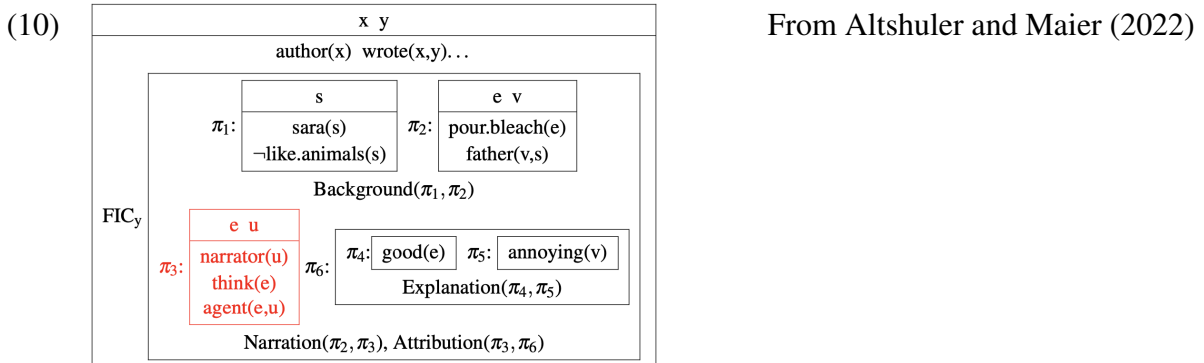 (10)
x y
From Altshuler and Maier (2022)
author(x) wrote(x,y)...
s
e v
π1:
sara(s)
π2:
pour.bleach(e)
¬like.animals(s)
father(v,s)
Background(π1,π2)
FICy
e u
π3:
narrator(u)
think(e)
agent(e,u)
π6:
π4: good(e) π5: annoying(v)
Explanation(π4,π5)
Narration(π2,π3), Attribution(π3,π6)